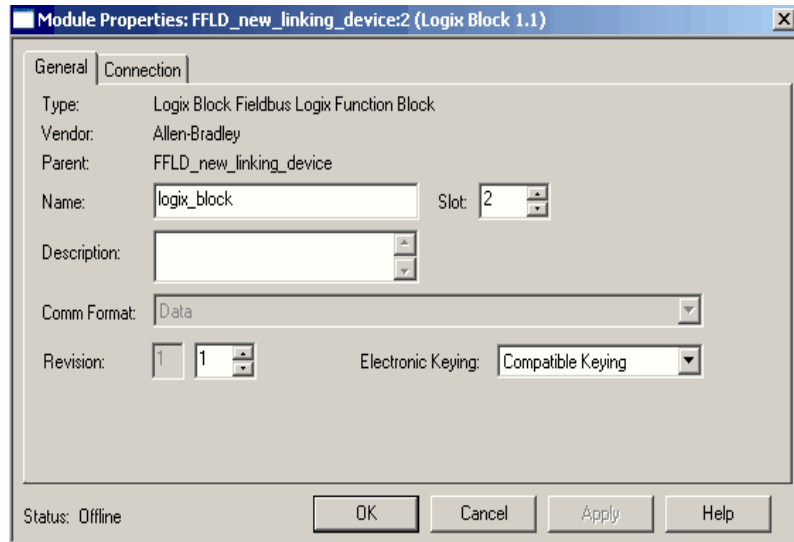 Module Properties: FFLD_new_linking_device:2 (Logix Block 1.1)
General Connection
Type: Logix Block Fieldbus Logix Function Block
Vendor: Allen-Bradley
Parent: FFLD_new_linking_device
Name: logix_block Slot: 2
Description:
Comm Format: Data
Revision: 1 1 Electronic Keying: Compatible Keying
Status: Offline OK Cancel Apply Help